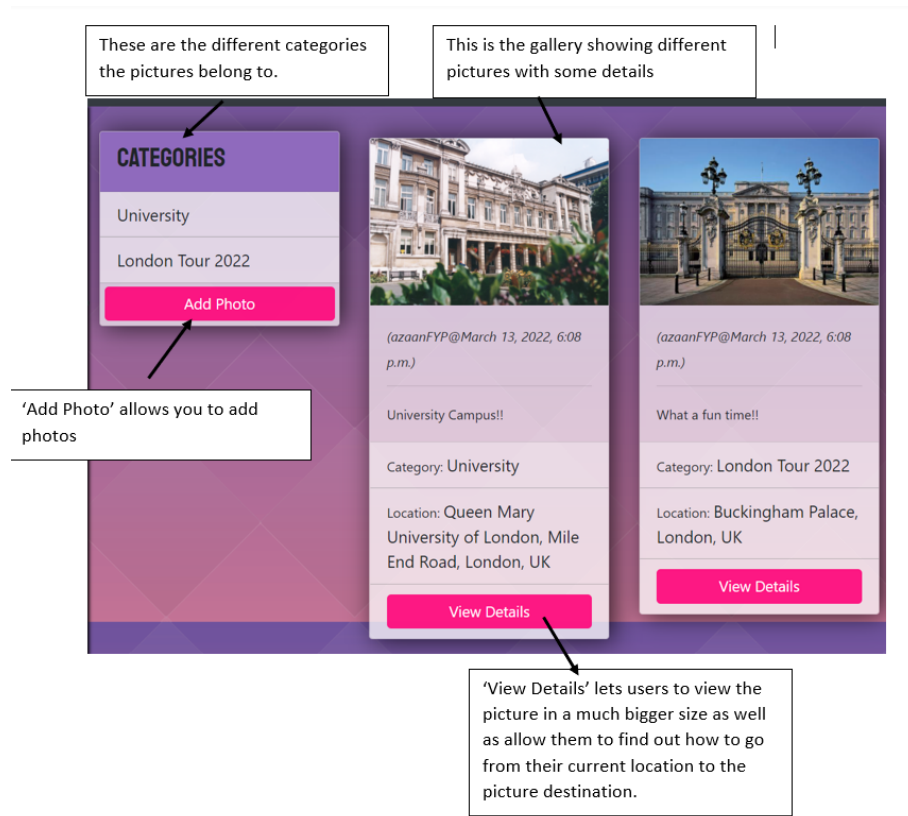 These are the different categories
the pictures belong to.
This is the gallery showing different
pictures with some details
CATEGORIES
University
London Tour 2022
Add Photo
'Add Photo' allows you to add
photos
(azaanFYP@March 13, 2022, 6:08
p.m.)
University Campus!!
Category: University
Location: Queen Mary
University of London, Mile
End Road, London, UK
View Details
(azaanFYP@March 13, 2022, 6:08
p.m.)
What a fun time!!
Category: London Tour 2022
Location: Buckingham Palace,
London, UK
View Details
‘View Details’ lets users to view the
picture in a much bigger size as well
as allow them to find out how to go
from their current location to the
picture destination.